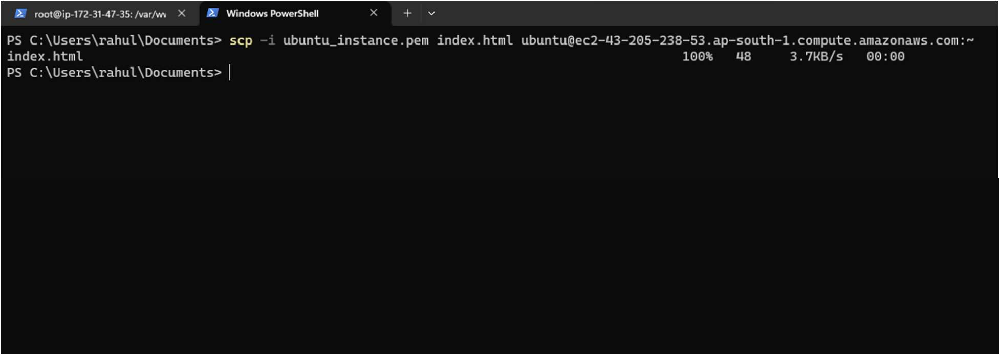 root@ip-172-31-47-35: /var/wv
Windows PowerShell
PS C:\Users\rahul\Documents> scp -i ubuntu_instance.pem index.html ubuntu@ec2-43-205-238-53.ap-south-1.compute.amazonaws.com:~
index.html 100% 48 3.7KB/s 00:00
PS C:\Users\rahul\Documents>